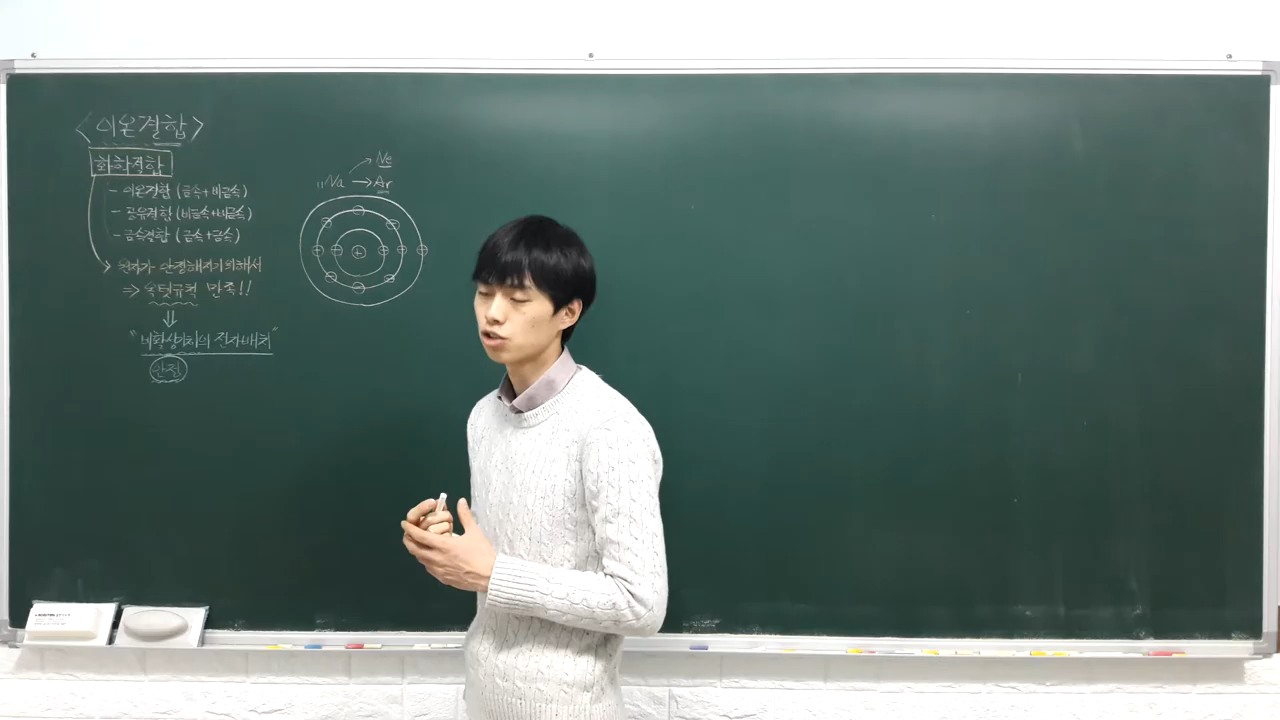 <이온결합>
화학결합
- 이온결합 (금속+비금속)
- 공유결합 (비금속+비금속)
- 금속결합 (금속+금속)
원자가 안정해지기위해서
⇒ 옥텟규칙 만족!!
⇓
"비활성기체의 전자배치"
안정
Ne
₁₁Na → Ar